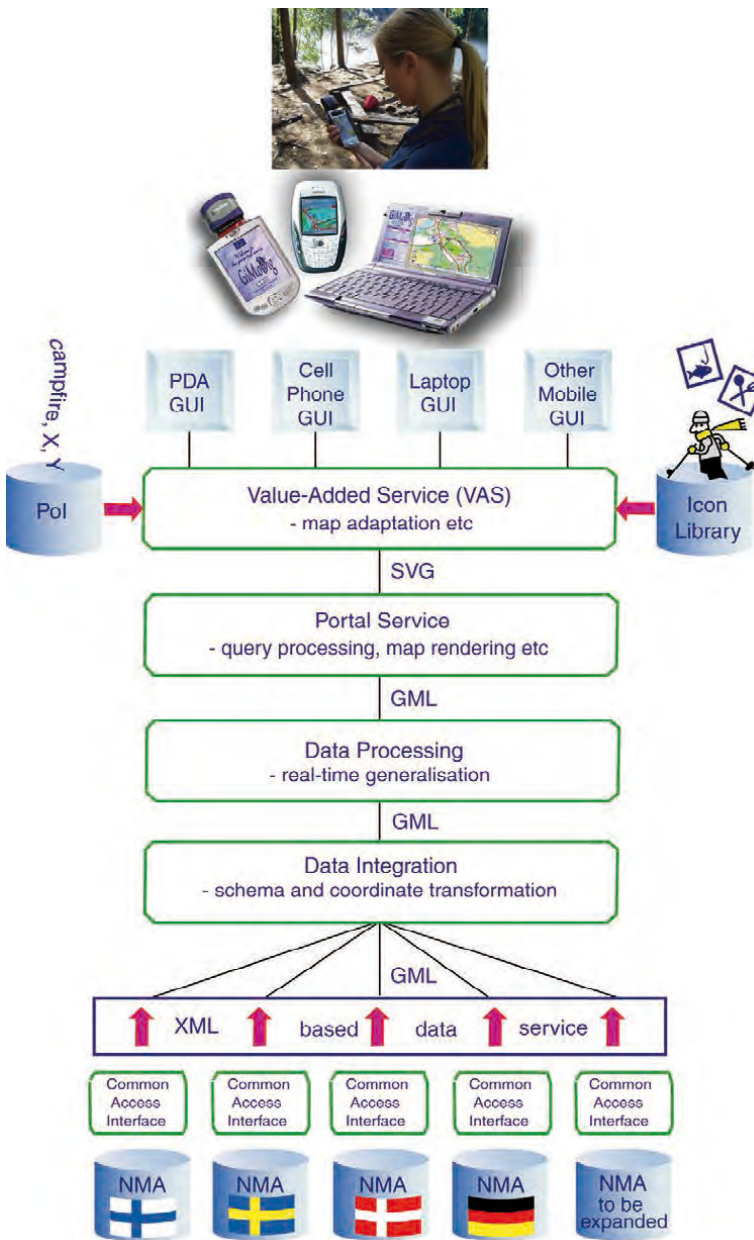 GiMoDig
campfire, X, Y
PDA
GUI
Cell
Phone
GUI
Laptop
GUI
Other
Mobile
GUI
PoI
Value-Added Service (VAS)
- map adaptation etc
Icon
Library
SVG
Portal Service
- query processing, map rendering etc
GML
Data Processing
- real-time generalisation
GML
Data Integration
- schema and coordinate transformation
GML
XML based data service
Common
Access
Interface
Common
Access
Interface
Common
Access
Interface
Common
Access
Interface
Common
Access
Interface
NMA
NMA
NMA
NMA
NMA
to be
expanded